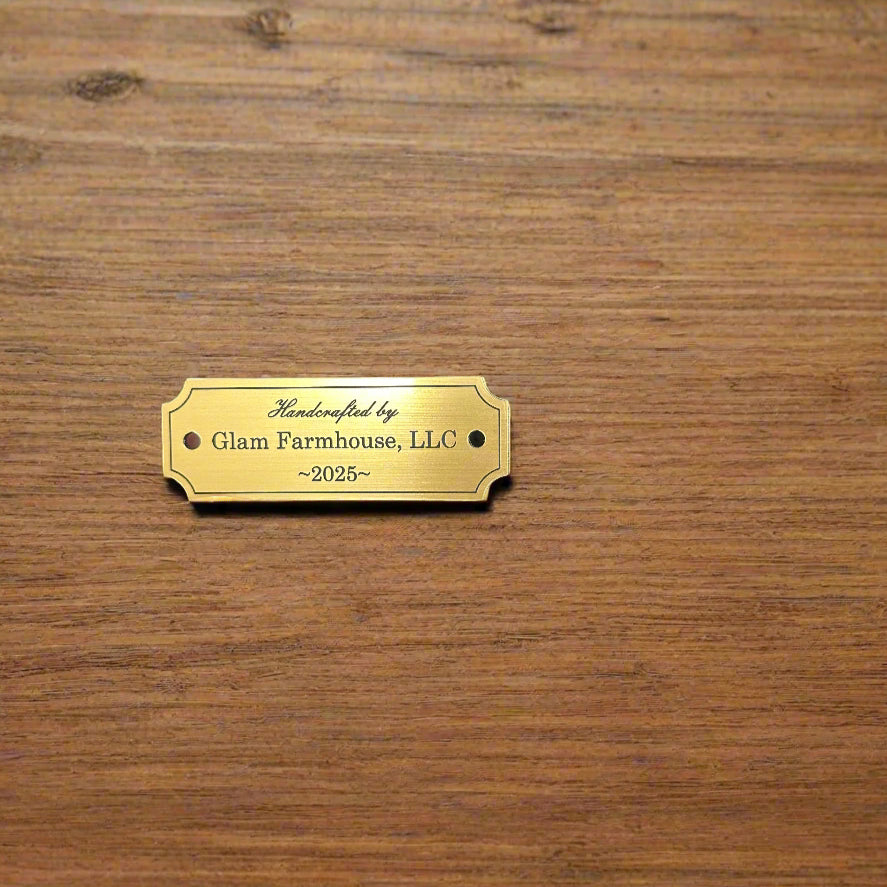 Handcrafted by
Glam Farmhouse, LLC
~2025~